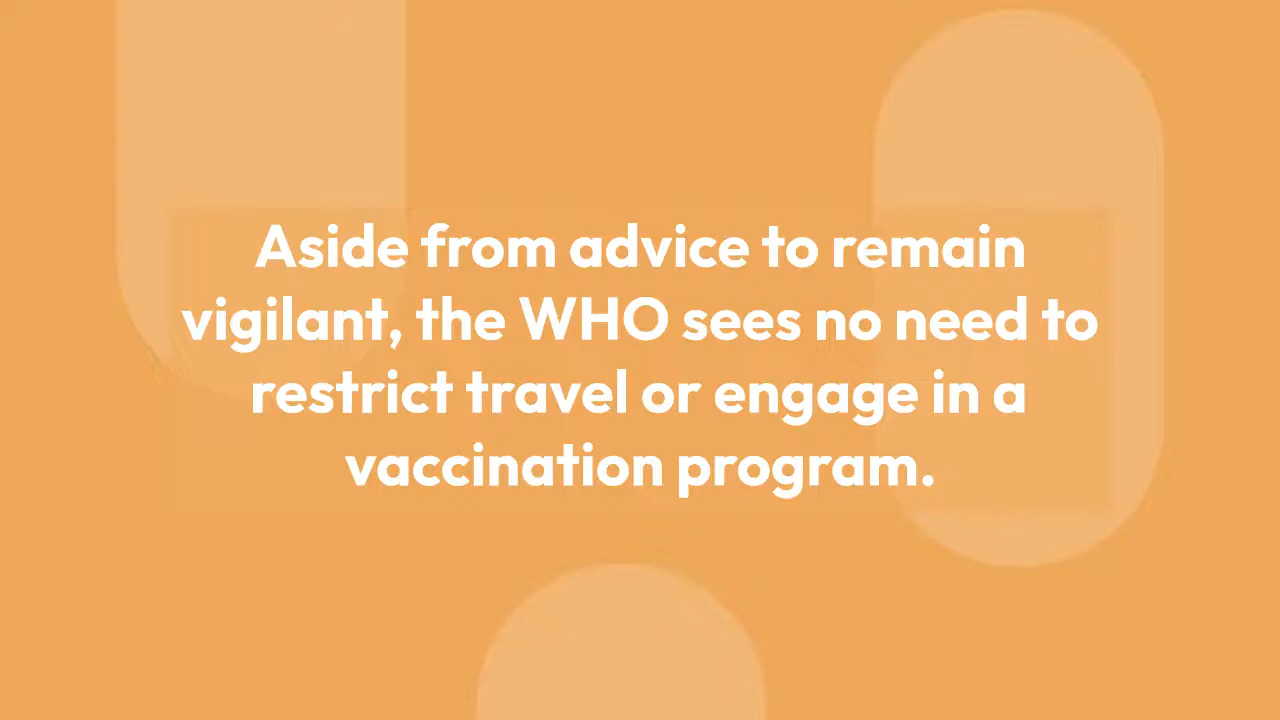 Aside from advice to remain
vigilant, the WHO sees no need to
restrict travel or engage in a
vaccination program.